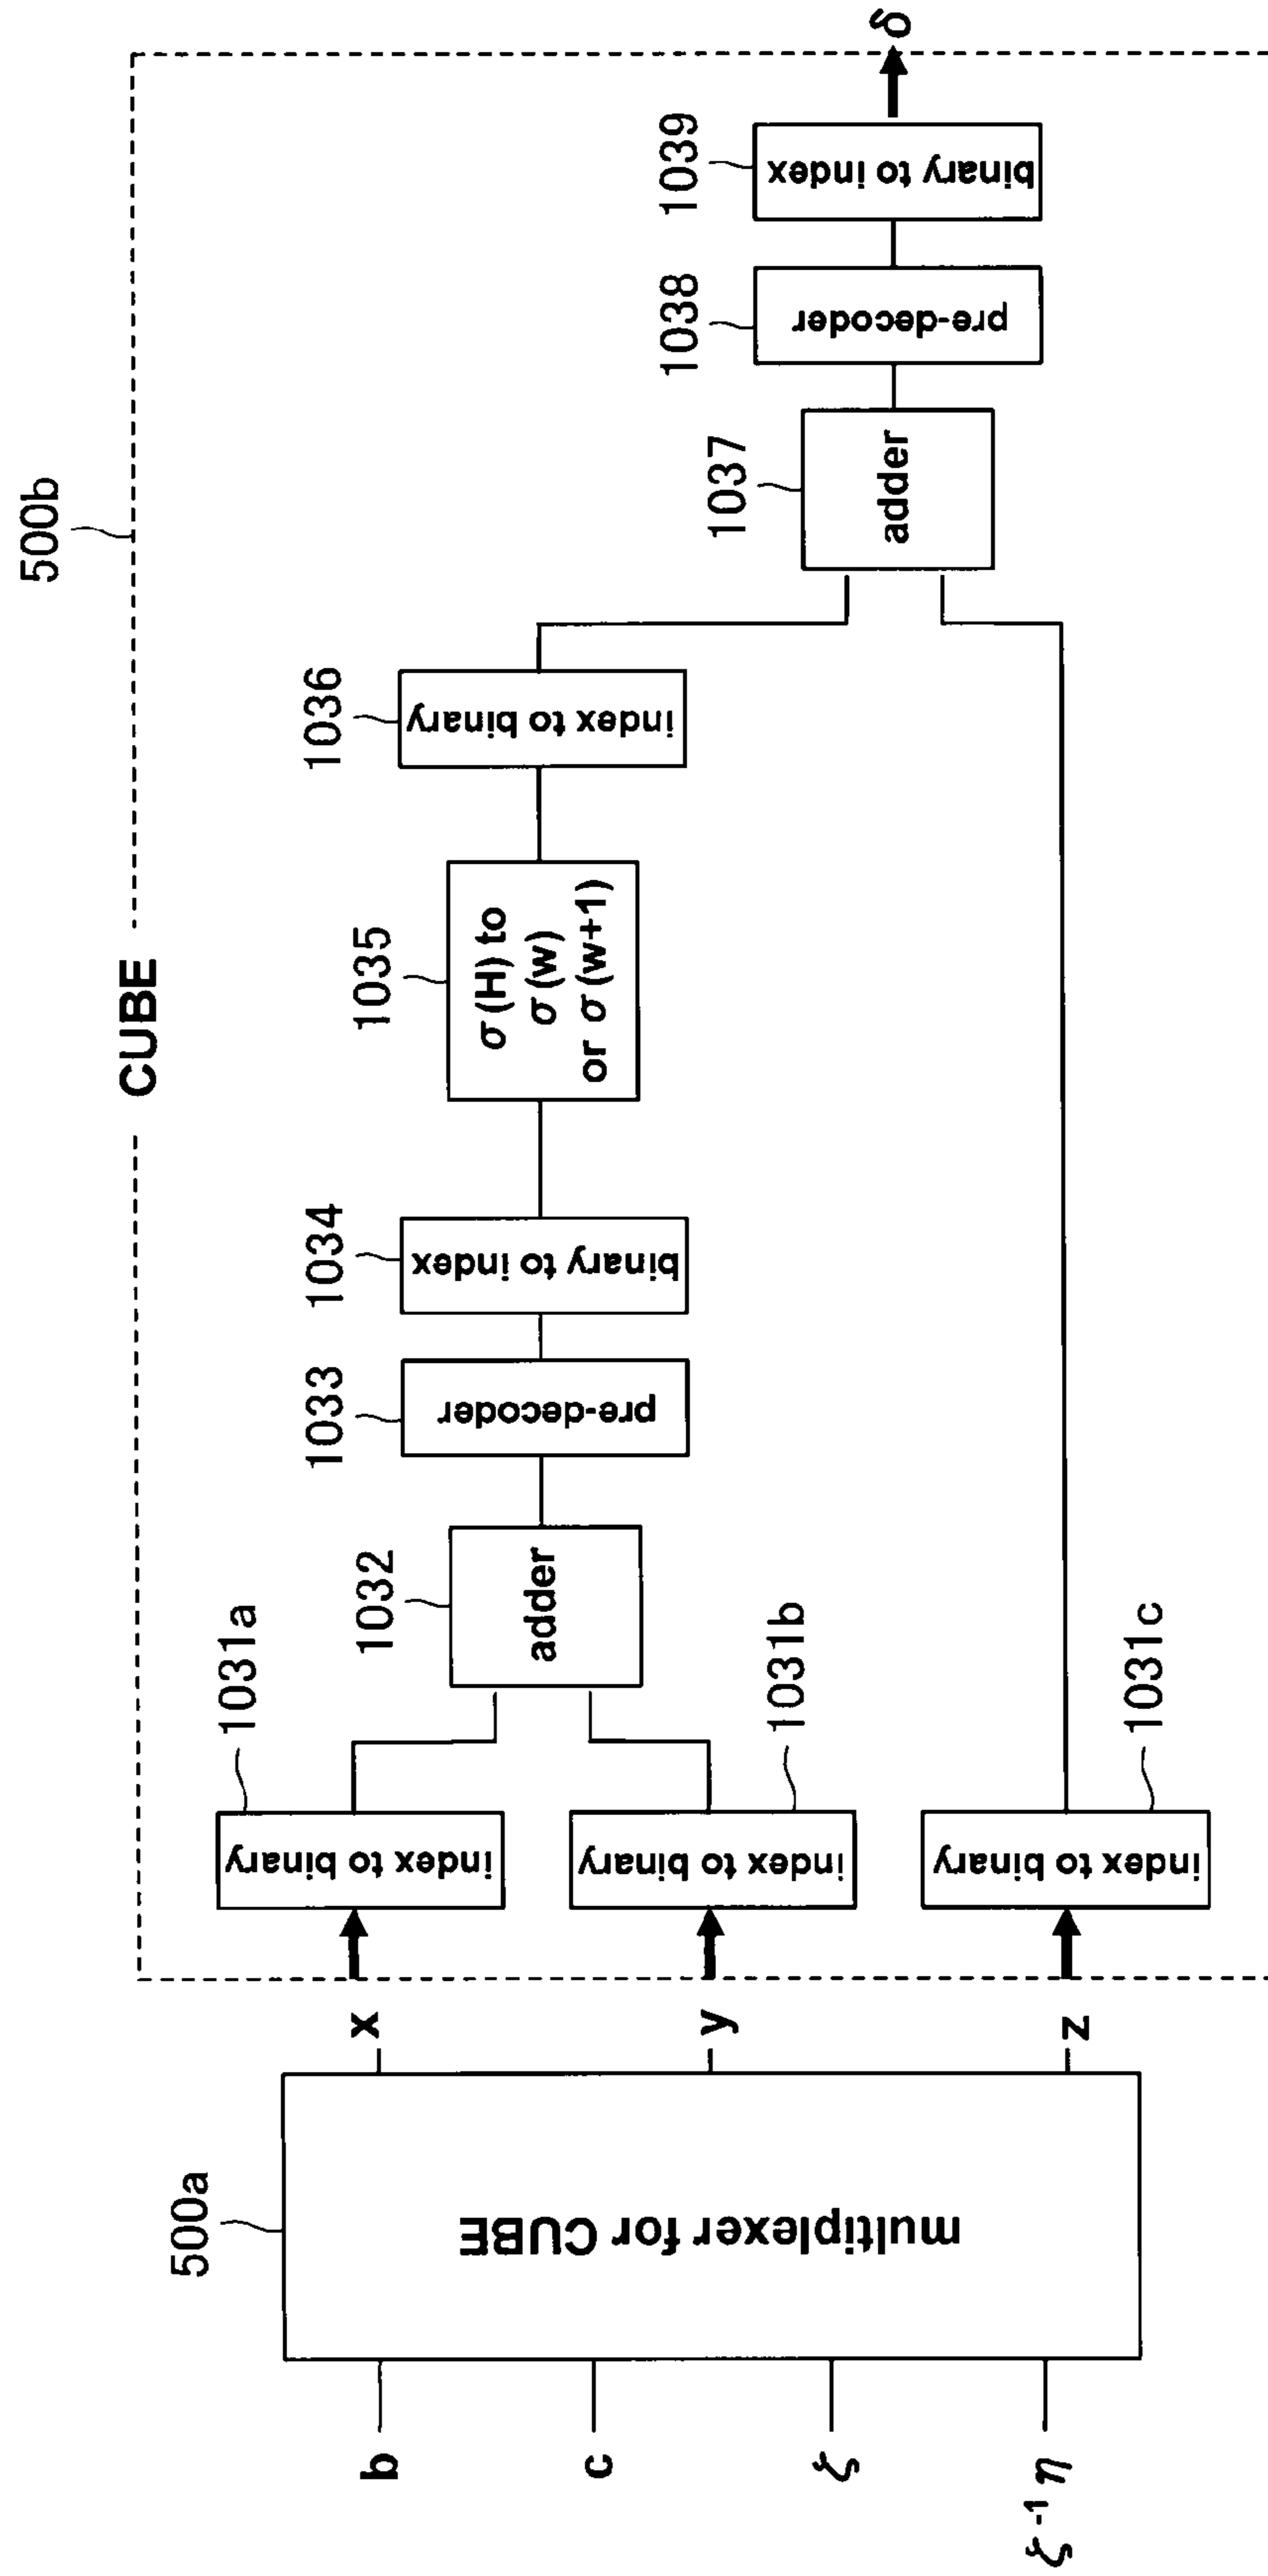 500a
multiplexer for CUBE
b
c
ζ
ζ⁻¹ η
x
y
z
CUBE
500b
1031a
index to binary
1031b
index to binary
1031c
index to binary
1032
adder
1033
pre-decoder
1034
binary to index
1035
σ (H) to
σ (w)
or σ (w+1)
1036
index to binary
1037
adder
1038
pre-decoder
1039
binary to index
δ